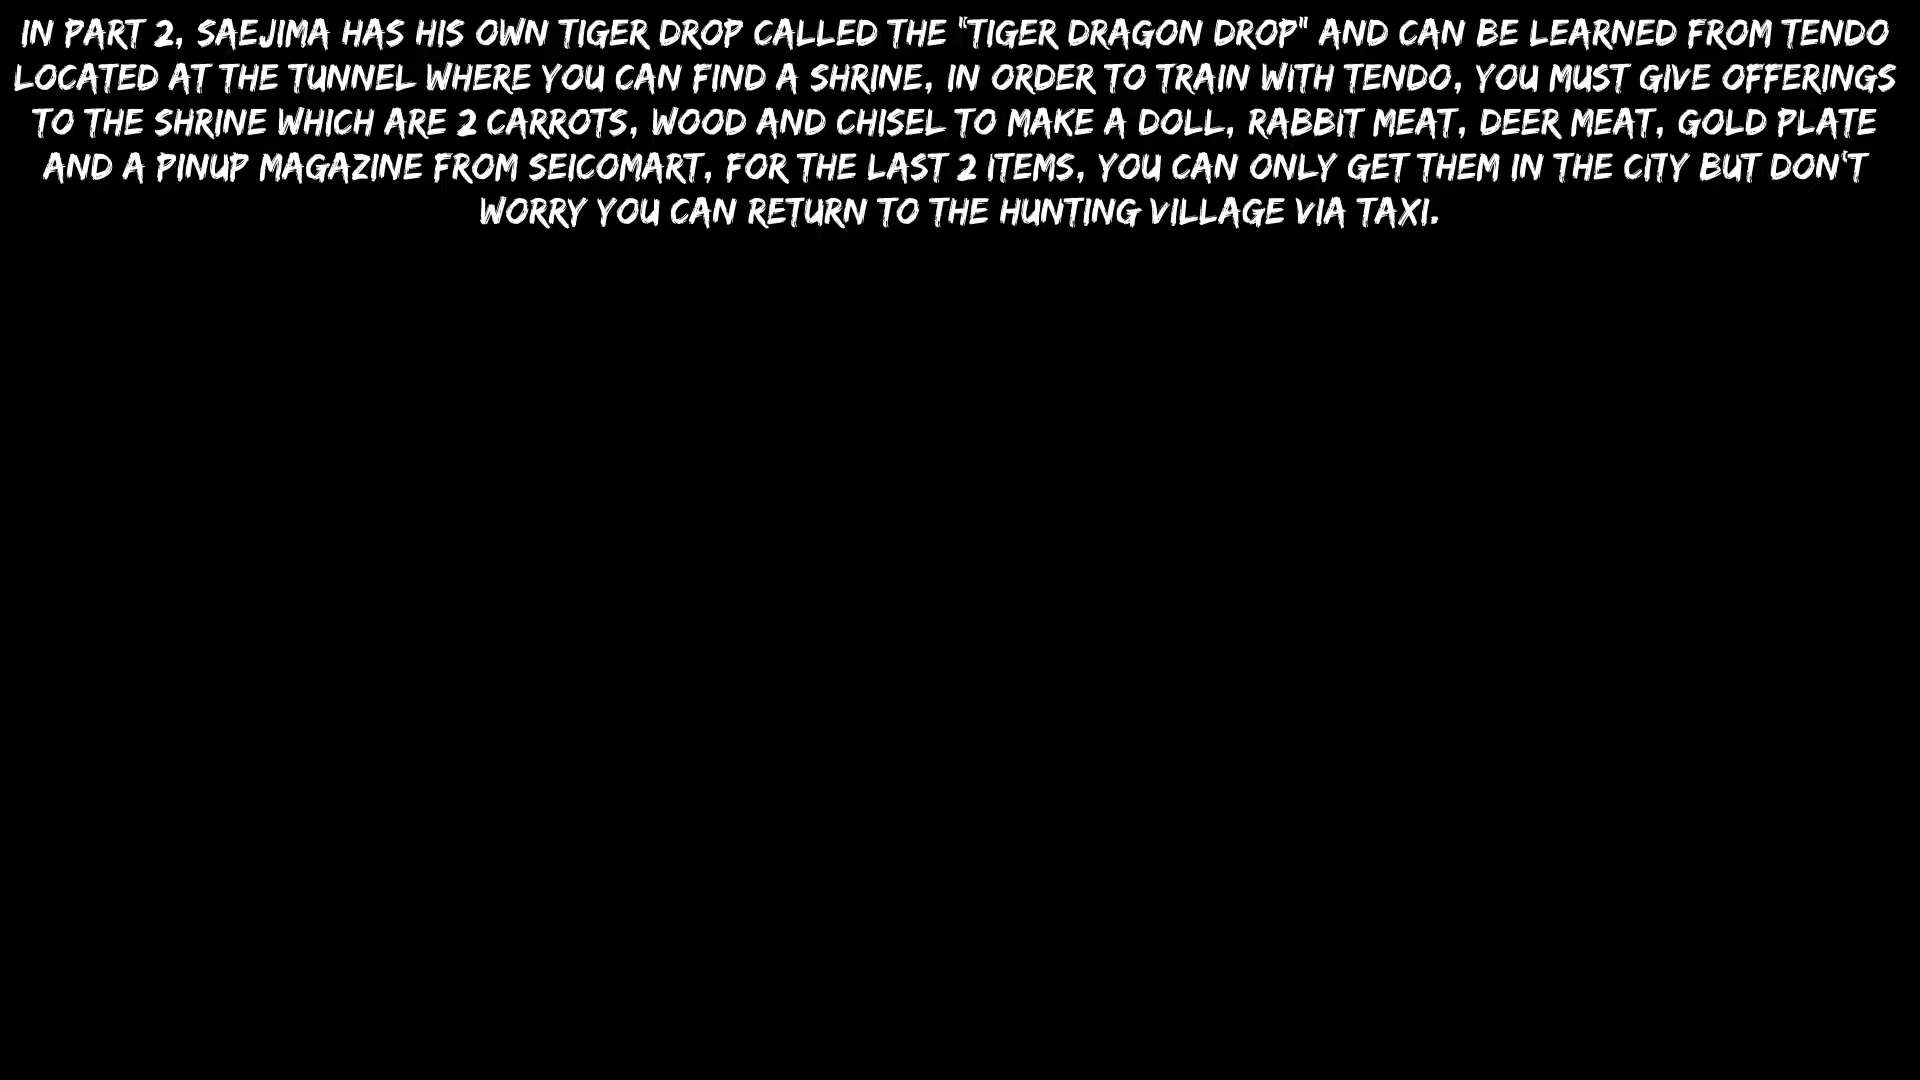 IN PART 2, SAEJIMA HAS HIS OWN TIGER DROP CALLED THE "TIGER DRAGON DROP" AND CAN BE LEARNED FROM TENDO
LOCATED AT THE TUNNEL WHERE YOU CAN FIND A SHRINE, IN ORDER TO TRAIN WITH TENDO, YOU MUST GIVE OFFERINGS
TO THE SHRINE WHICH ARE 2 CARROTS, WOOD AND CHISEL TO MAKE A DOLL, RABBIT MEAT, DEER MEAT, GOLD PLATE
AND A PINUP MAGAZINE FROM SEICOMART, FOR THE LAST 2 ITEMS, YOU CAN ONLY GET THEM IN THE CITY BUT DON'T
WORRY YOU CAN RETURN TO THE HUNTING VILLAGE VIA TAXI.